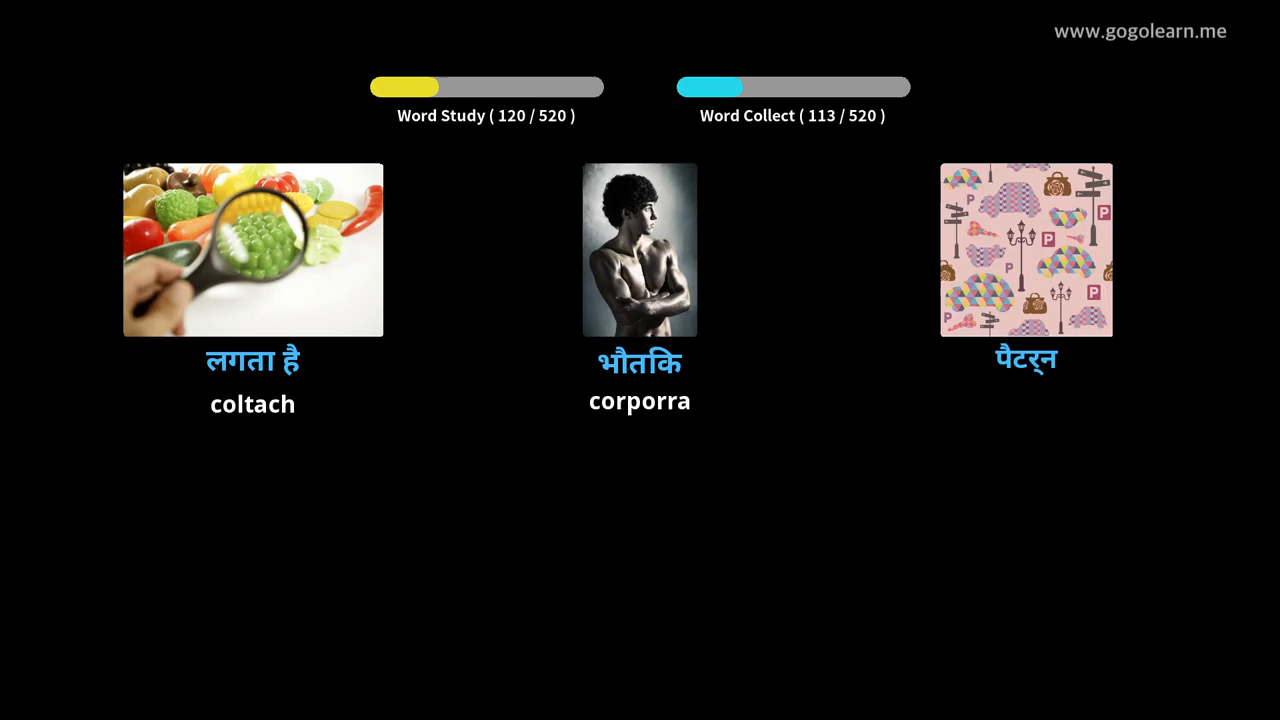 www.gogolearn.me
Word Study ( 120 / 520 )
Word Collect ( 113 / 520 )
P
P
P
P
P
P
लगता है
भौतकि
पैटर्न
coltach
corporra